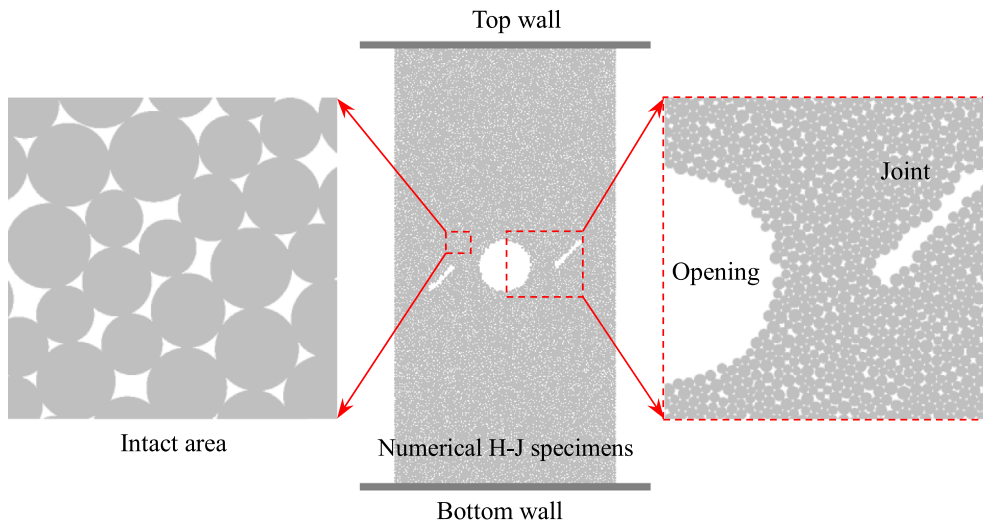 Top wall
Joint
Opening
Intact area
Numerical H-J specimens
Bottom wall